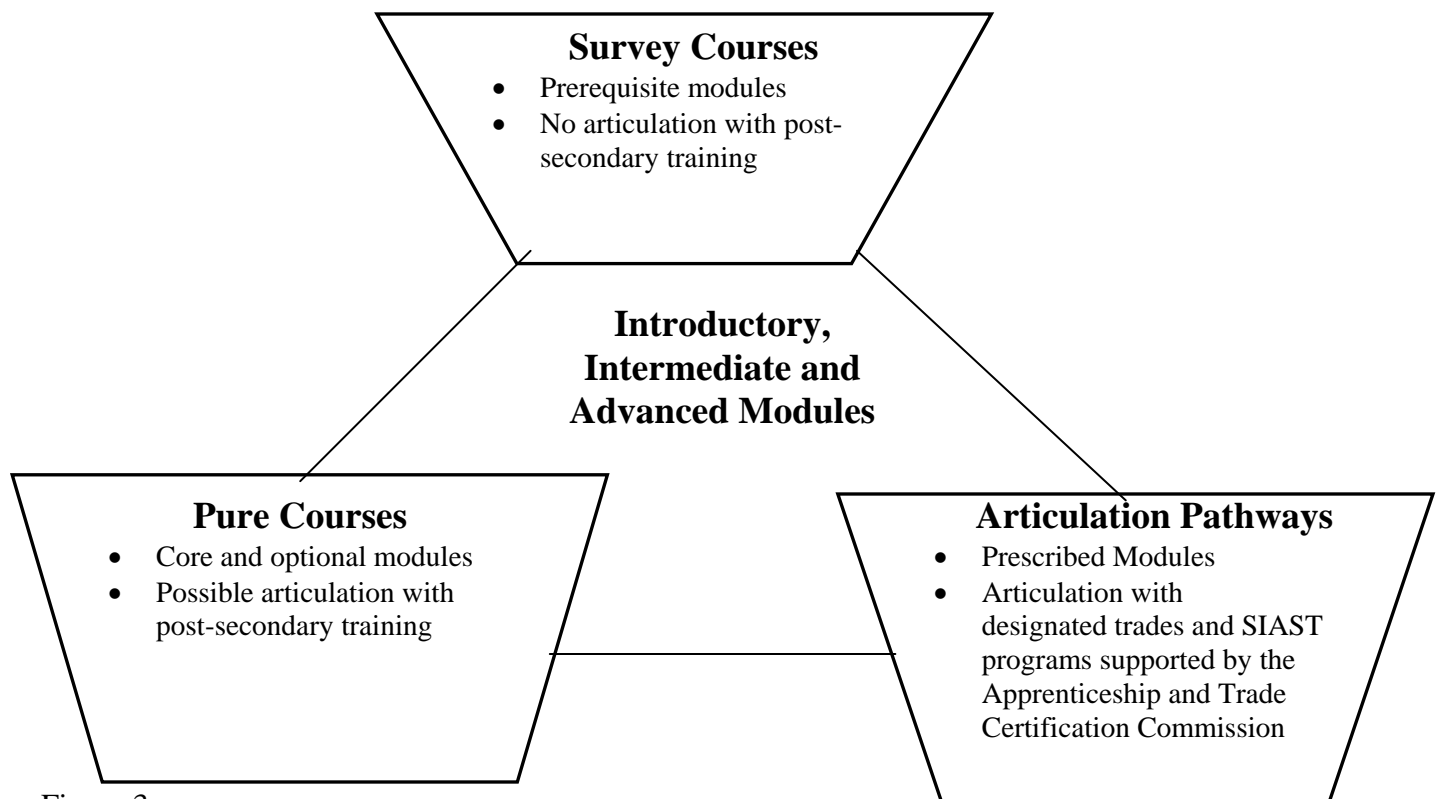 Survey Courses
• Prerequisite modules
• No articulation with post-
secondary training
Introductory,
Intermediate and
Advanced Modules
Pure Courses
• Core and optional modules
• Possible articulation with
post-secondary training
Articulation Pathways
• Prescribed Modules
• Articulation with
designated trades and SIAST
programs supported by the
Apprenticeship and Trade
Certification Commission